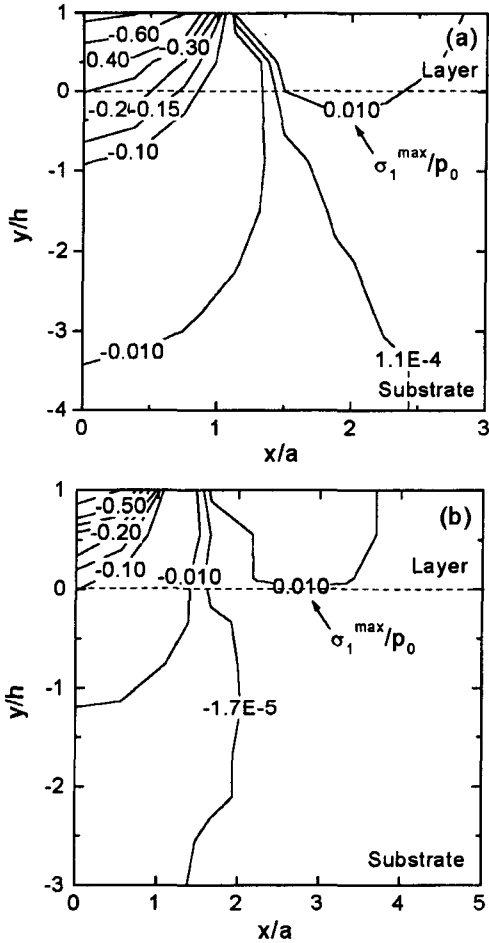 (a)
1
-0.60
-0.40
-0.30
Layer
0
-0.2
-0.15
0.010
-0.10
σ₁ᵐᵃˣ/p₀
-1
y/h
-2
-3
-0.010
1.1E-4
Substrate
-4
0 1 2 3
x/a
(b)
1
-0.50
-0.20
-0.10
-0.010
Layer
0
0.010
σ₁ᵐᵃˣ/p₀
-1
y/h
-1.7E-5
-2
Substrate
-3
0 1 2 3 4 5
x/a